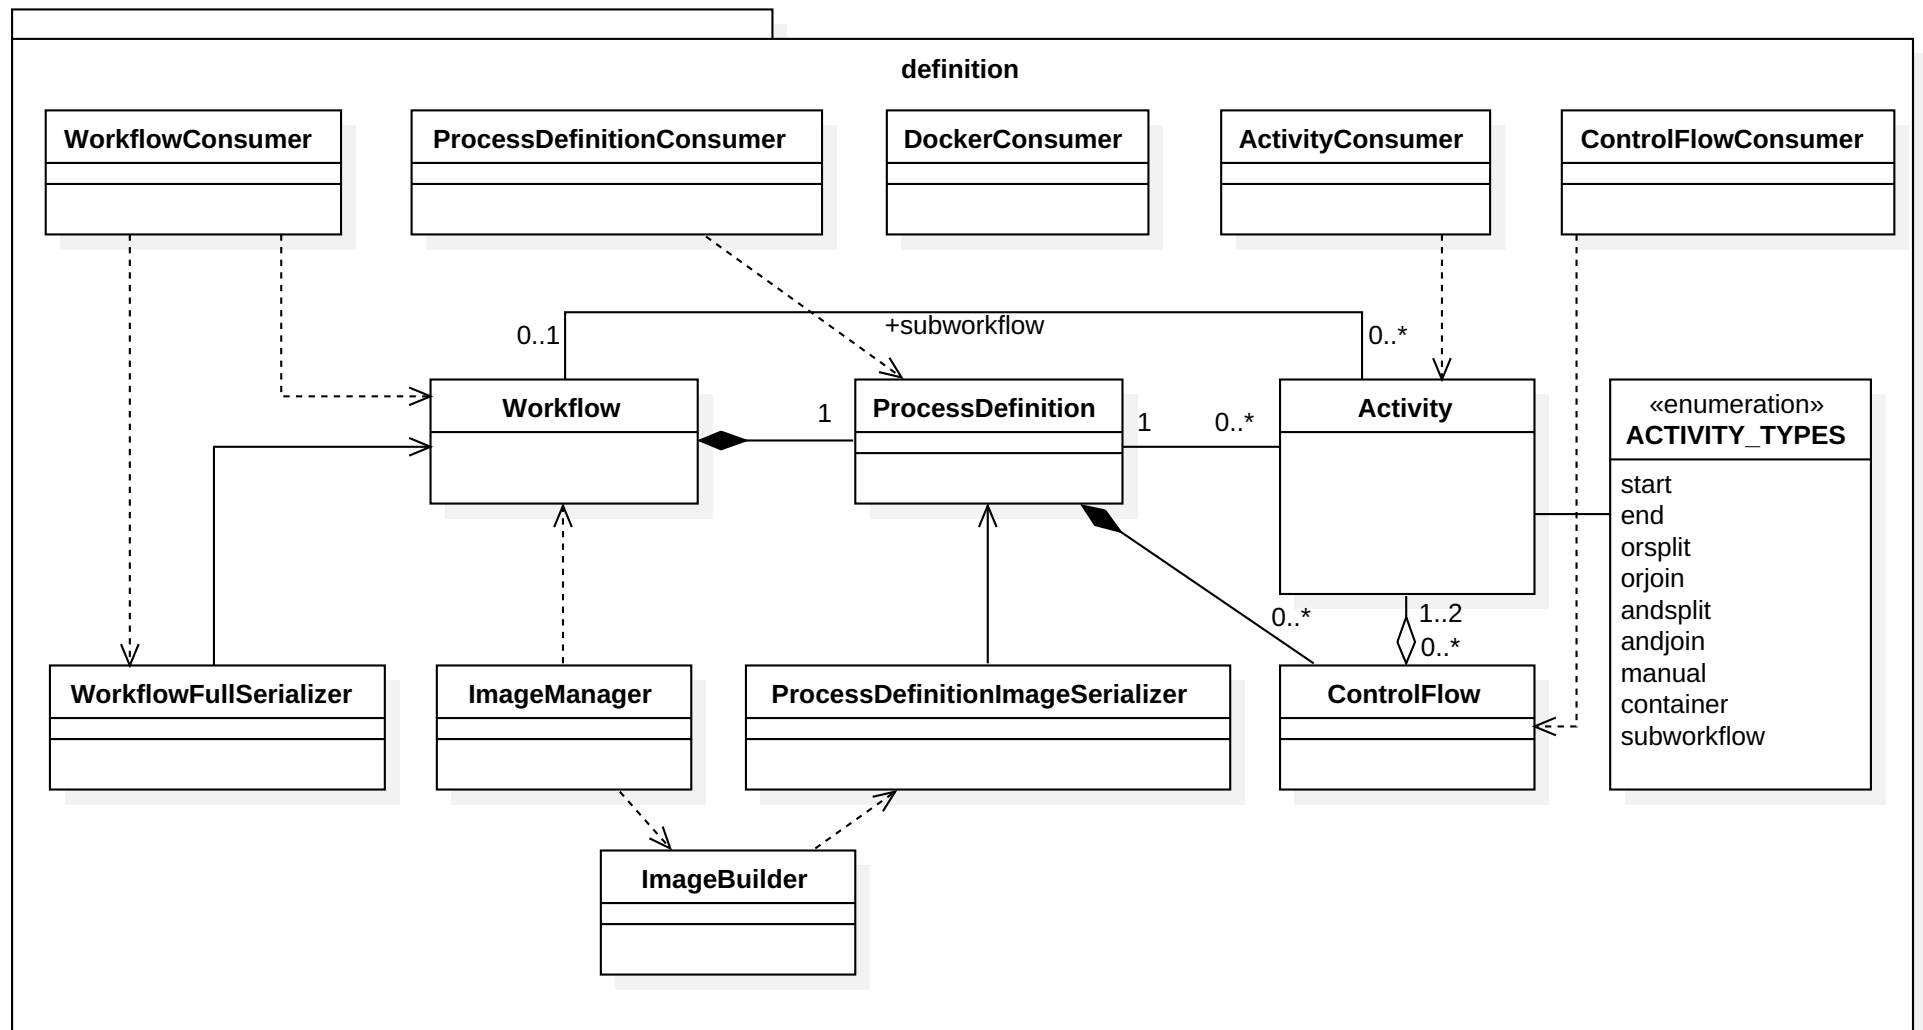 definition
WorkflowConsumer
ProcessDefinitionConsumer
DockerConsumer
ActivityConsumer
ControlFlowConsumer
0..1
+subworkflow
0..*
Workflow
1
ProcessDefinition
1
0..*
Activity
«enumeration»
ACTIVITY_TYPES
start
end
orsplit
orjoin
andsplit
andjoin
manual
container
subworkflow
0..*
1..2
0..*
WorkflowFullSerializer
ImageManager
ProcessDefinitionImageSerializer
ControlFlow
ImageBuilder